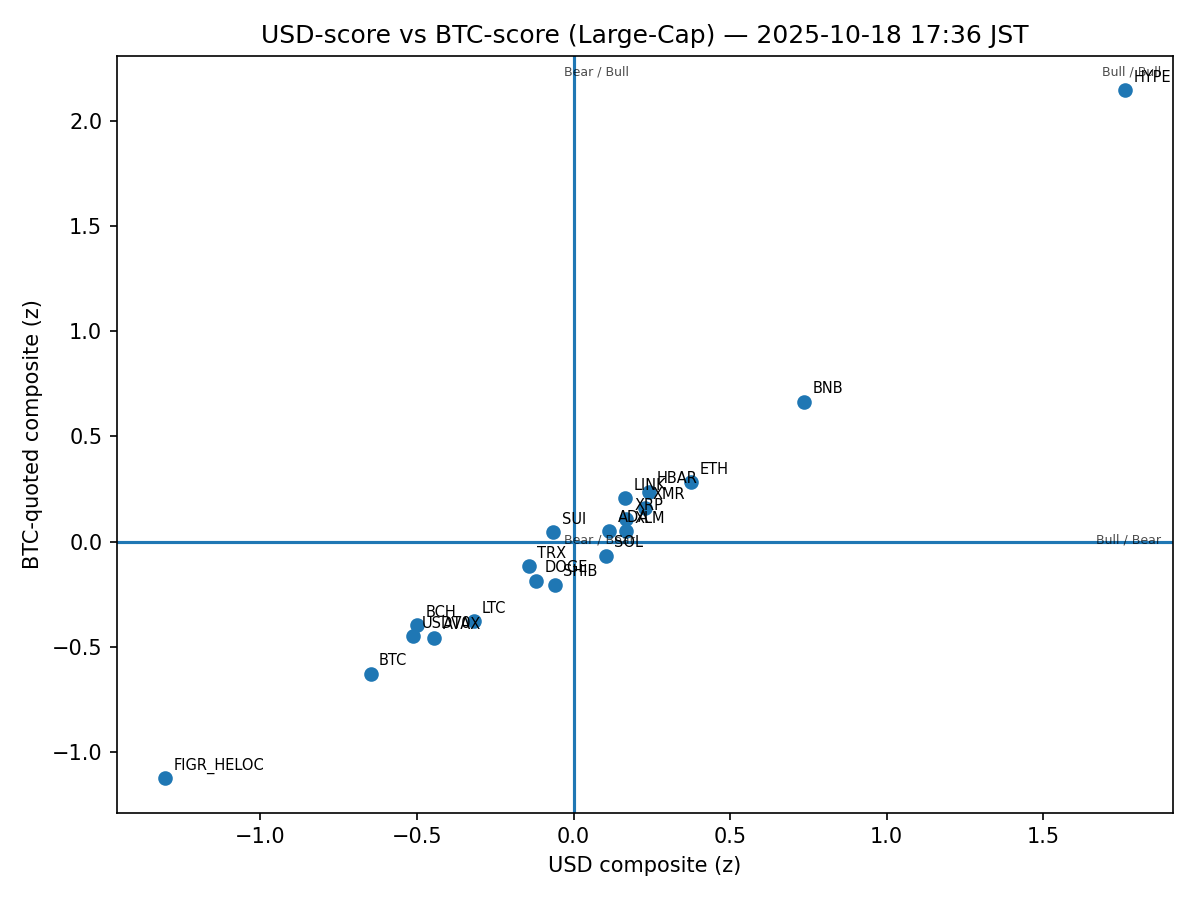 USD-score vs BTC-score (Large-Cap) — 2025-10-18 17:36 JST
Bear / Bull
Bull / Bull
HYPE
2.0
1.5
1.0
BNB
0.5
ETH
HBAR
LINK
XMR
XRP
ADA
XLM
SUI
0.0
Bear / Bear
SOL
Bull / Bear
TRX
DOGE
SHIB
LTC
BCH
AVAX
−0.5
BTC
−1.0
FIGR_HELOC
−1.0
−0.5
0.0
0.5
1.0
1.5
USD composite (z)
BTC-quoted composite (z)